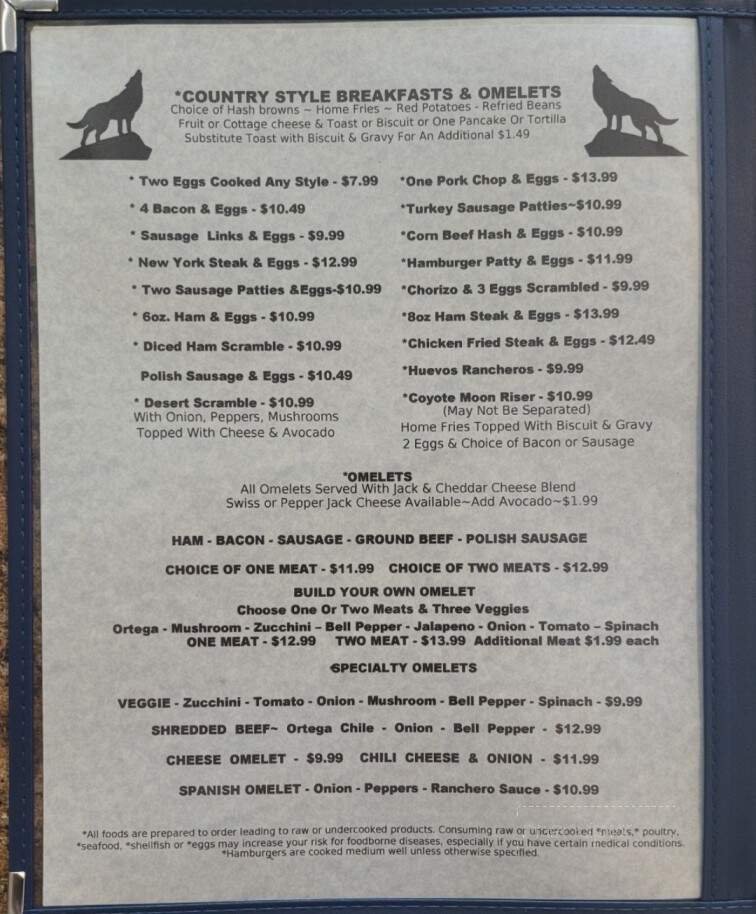 *COUNTRY STYLE BREAKFASTS & OMELETS
Choice of Hash browns ~ Home Fries ~ Red Potatoes - Refried Beans
Fruit or Cottage cheese & Toast or Biscuit or One Pancake Or Tortilla
Substitute Toast with Biscuit & Gravy For An Additional $1.49
* Two Eggs Cooked Any Style - $7.99
* 4 Bacon & Eggs - $10.49
* Sausage Links & Eggs - $9.99
* New York Steak & Eggs - $12.99
* Two Sausage Patties &Eggs-$10.99
* 6oz. Ham & Eggs - $10.99
* Diced Ham Scramble - $10.99
Polish Sausage & Eggs - $10.49
* Desert Scramble - $10.99
With Onion, Peppers, Mushrooms
Topped With Cheese & Avocado
*One Pork Chop & Eggs - $13.99
*Turkey Sausage Patties~$10.99
*Corn Beef Hash & Eggs - $10.99
*Hamburger Patty & Eggs - $11.99
*Chorizo & 3 Eggs Scrambled - $9.99
*8oz Ham Steak & Eggs - $13.99
*Chicken Fried Steak & Eggs - $12.49
*Huevos Rancheros - $9.99
*Coyote Moon Riser - $10.99
(May Not Be Separated)
Home Fries Topped With Biscuit & Gravy
2 Eggs & Choice of Bacon or Sausage
*OMELETS
All Omelets Served With Jack & Cheddar Cheese Blend
Swiss or Pepper Jack Cheese Available~Add Avocado~$1.99
HAM - BACON - SAUSAGE - GROUND BEEF - POLISH SAUSAGE
CHOICE OF ONE MEAT - $11.99 CHOICE OF TWO MEATS - $12.99
BUILD YOUR OWN OMELET
Choose One Or Two Meats & Three Veggies
Ortega - Mushroom - Zucchini – Bell Pepper - Jalapeno - Onion - Tomato – Spinach
ONE MEAT - $12.99 TWO MEAT - $13.99 Additional Meat $1.99 each
SPECIALTY OMELETS
VEGGIE - Zucchini - Tomato - Onion - Mushroom - Bell Pepper - Spinach - $9.99
SHREDDED BEEF~ Ortega Chile - Onion - Bell Pepper - $12.99
CHEESE OMELET - $9.99 CHILI CHEESE & ONION - $11.99
SPANISH OMELET - Onion - Peppers - Ranchero Sauce - $10.99
*All foods are prepared to order leading to raw or undercooked products. Consuming raw or undercooked *meats,* poultry,
*seafood, *shellfish or *eggs may increase your risk for foodborne diseases, especially if you have certain medical conditions.
*Hamburgers are cooked medium well unless otherwise specified.